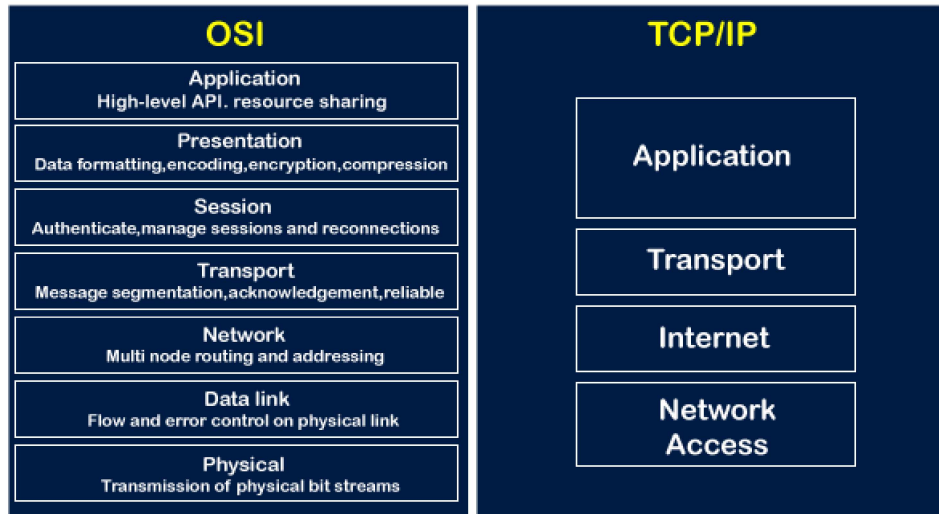 OSI
Application
High-level API. resource sharing
Presentation
Data formatting,encoding,encryption,compression
Session
Authenticate,manage sessions and reconnections
Transport
Message segmentation,acknowledgement,reliable
Network
Multi node routing and addressing
Data link
Flow and error control on physical link
Physical
Transmission of physical bit streams
TCP/IP
Application
Transport
Internet
Network
Access